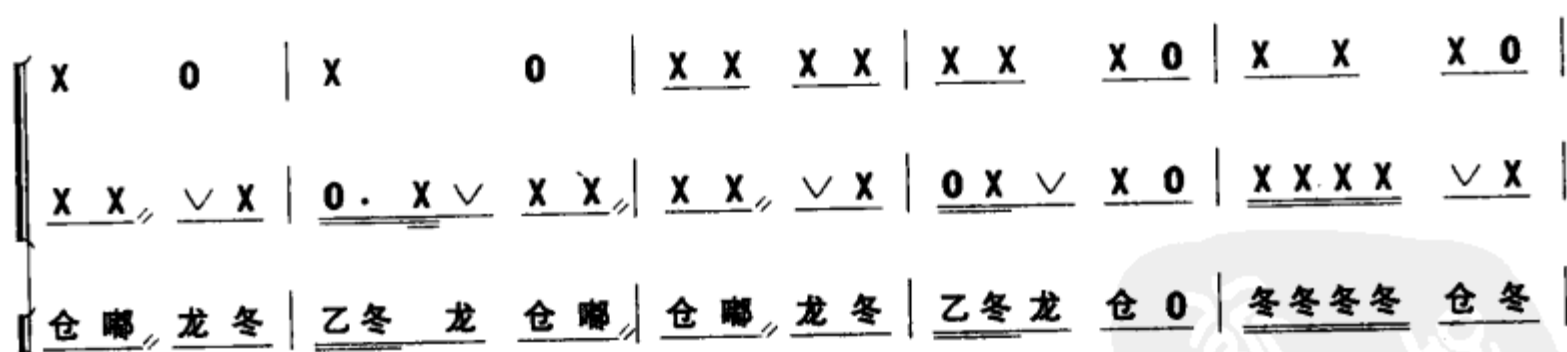 X 0 | X 0 | X X X X | X X X 0 | X X X 0 |
X X ∨ X | 0 . X ∨ X X | X X ∨ X | 0 X ∨ X 0 | X X X X ∨ X |
仓 嘟 龙 冬 | 乙 冬 龙 仓 嘟 | 仓 嘟 龙 冬 | 乙 冬 龙 仓 0 | 冬 冬 冬 冬 仓 冬 |